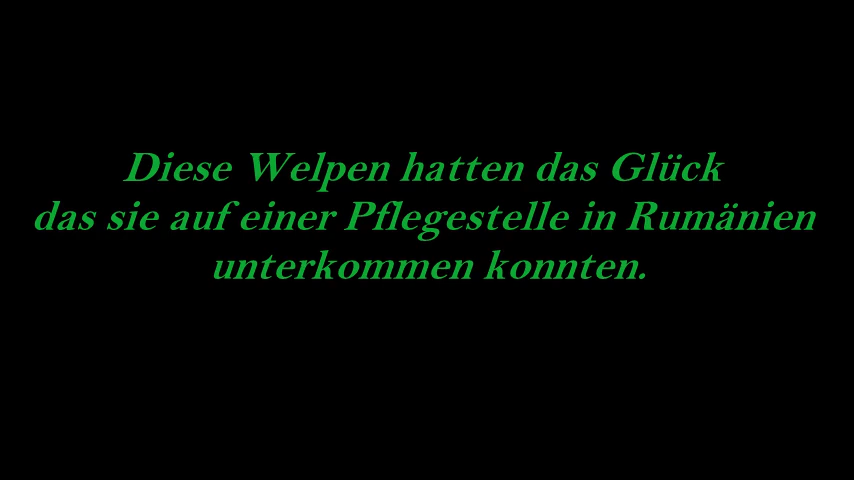 Diese Welpen hatten das Glück
das sie auf einer Pflegestelle in Rumänien
unterkommen konnten.